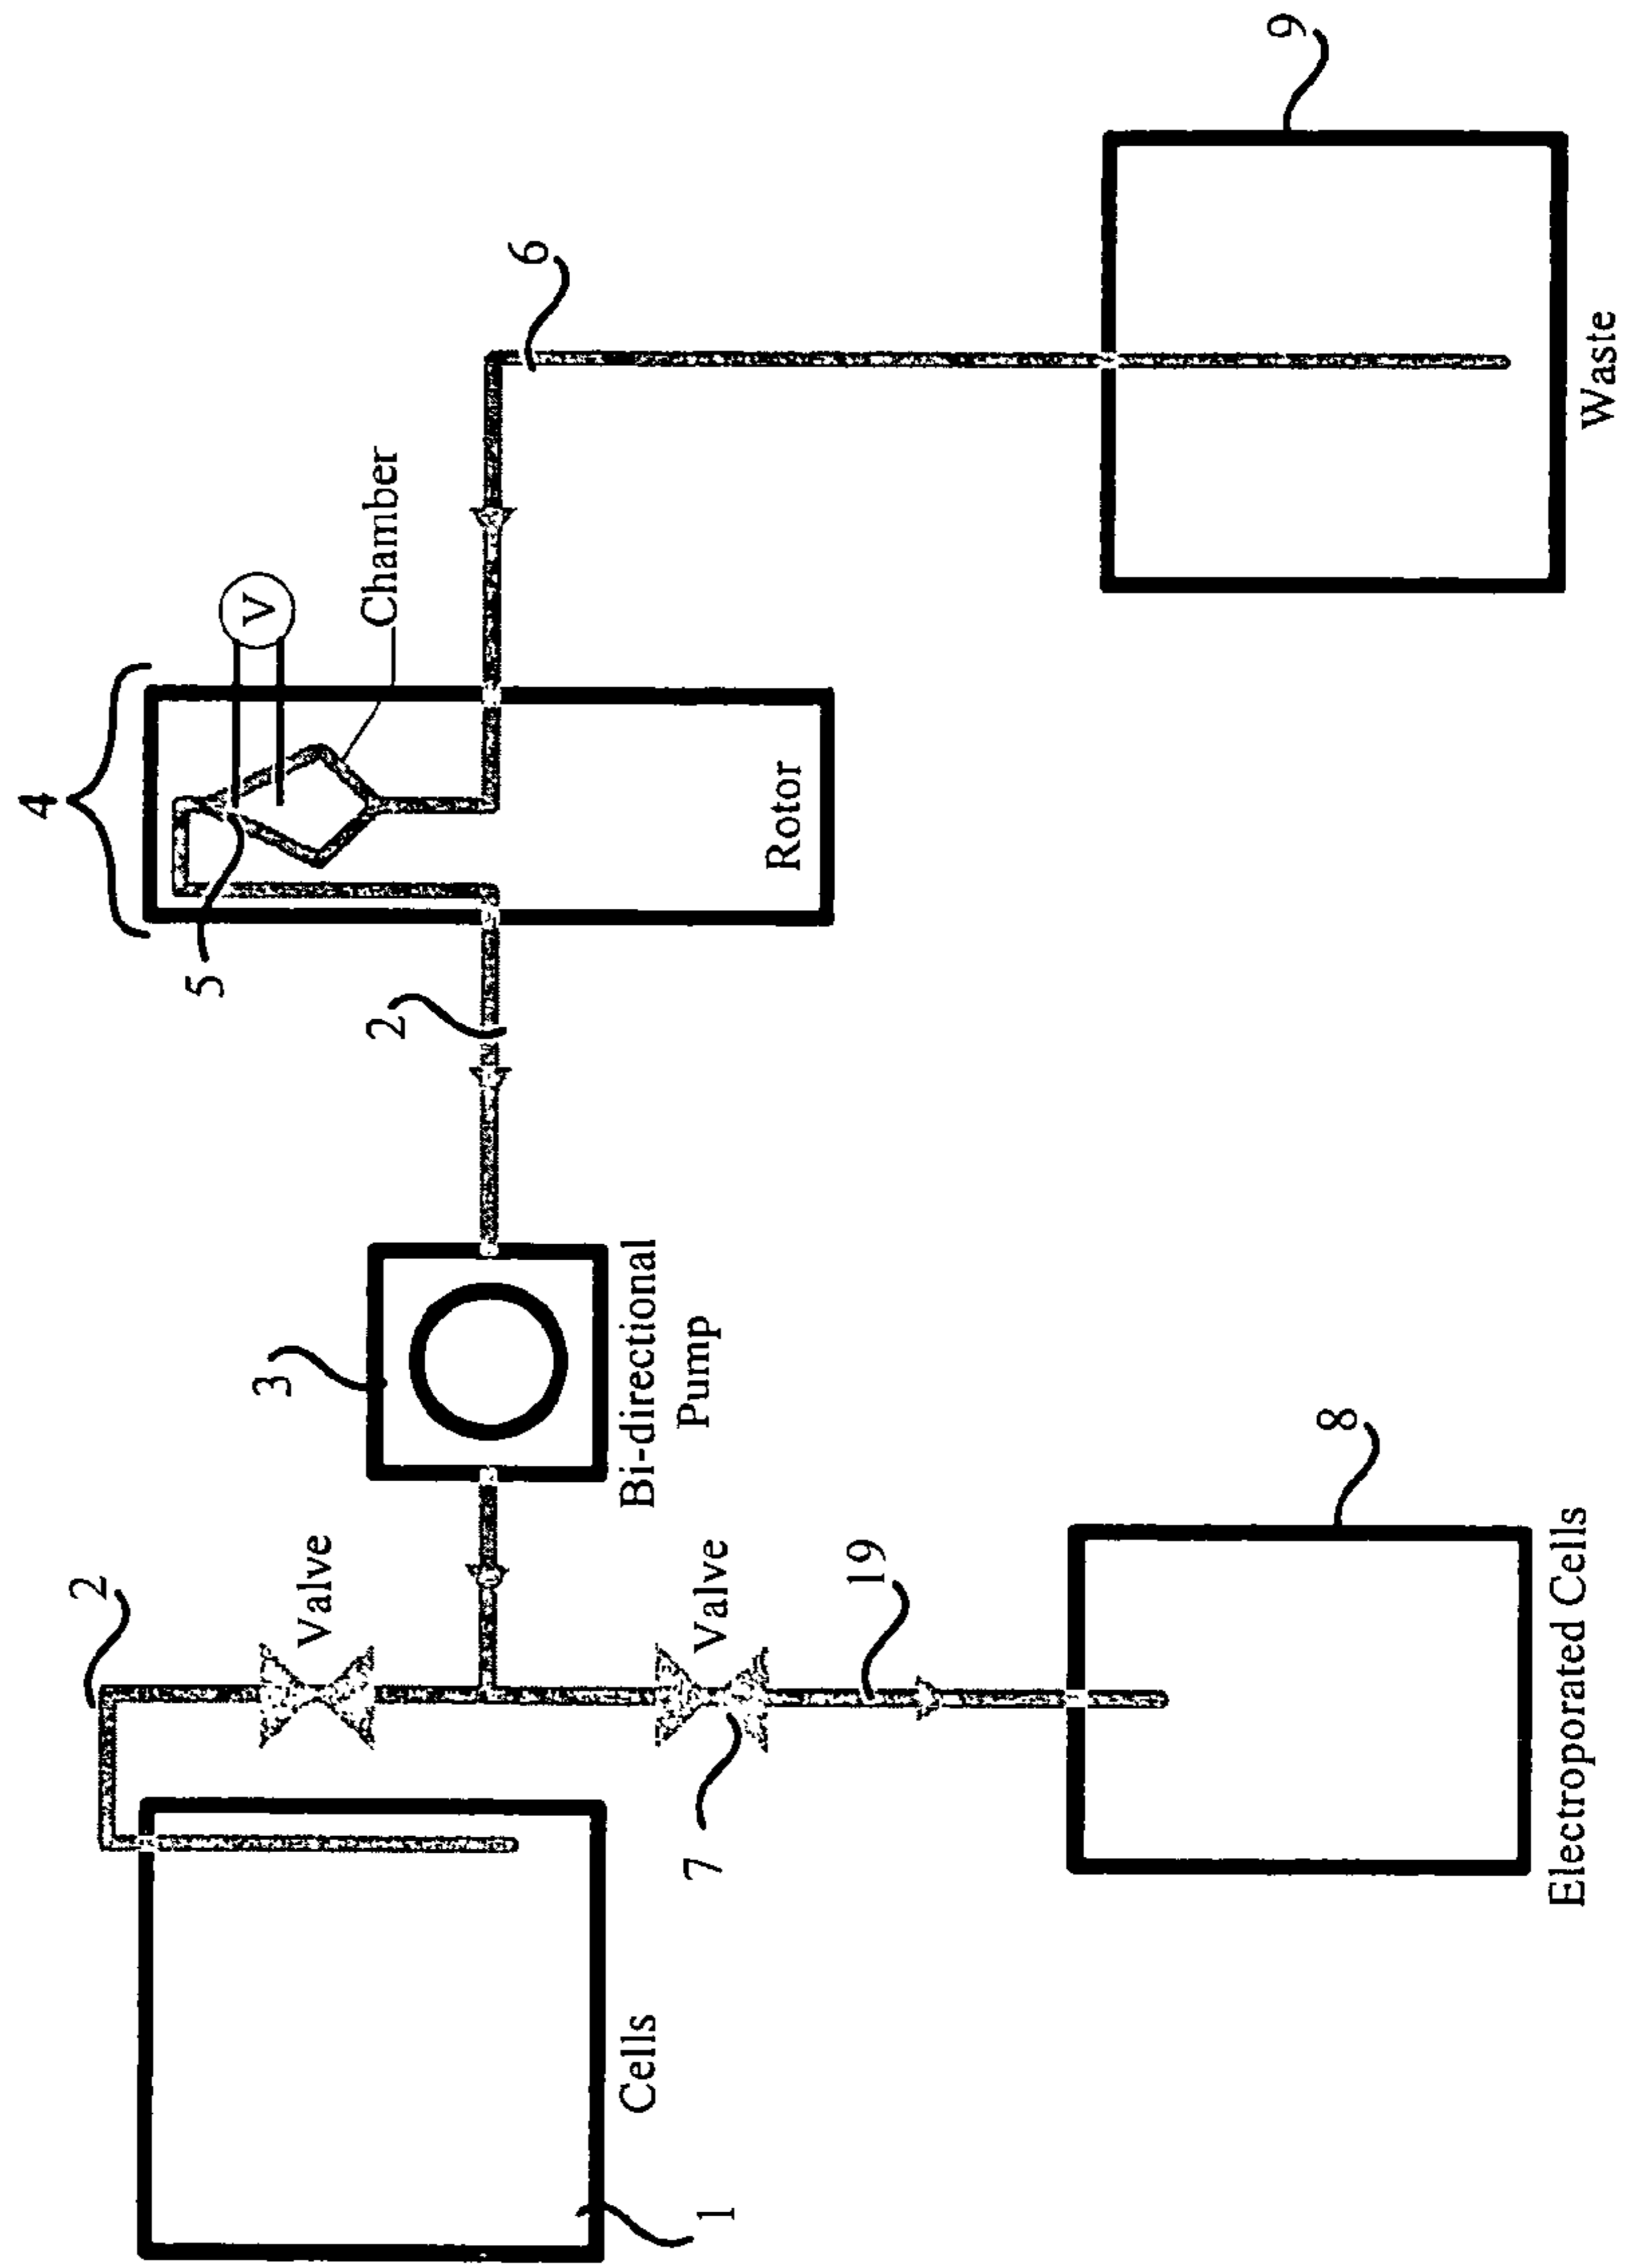 4
2
5
V
3
Valve
2
Chamber
6
Cells
Bi-directional
Pump
1
7
Valve
Rotor
19
9
8
Electroporated Cells
Waste